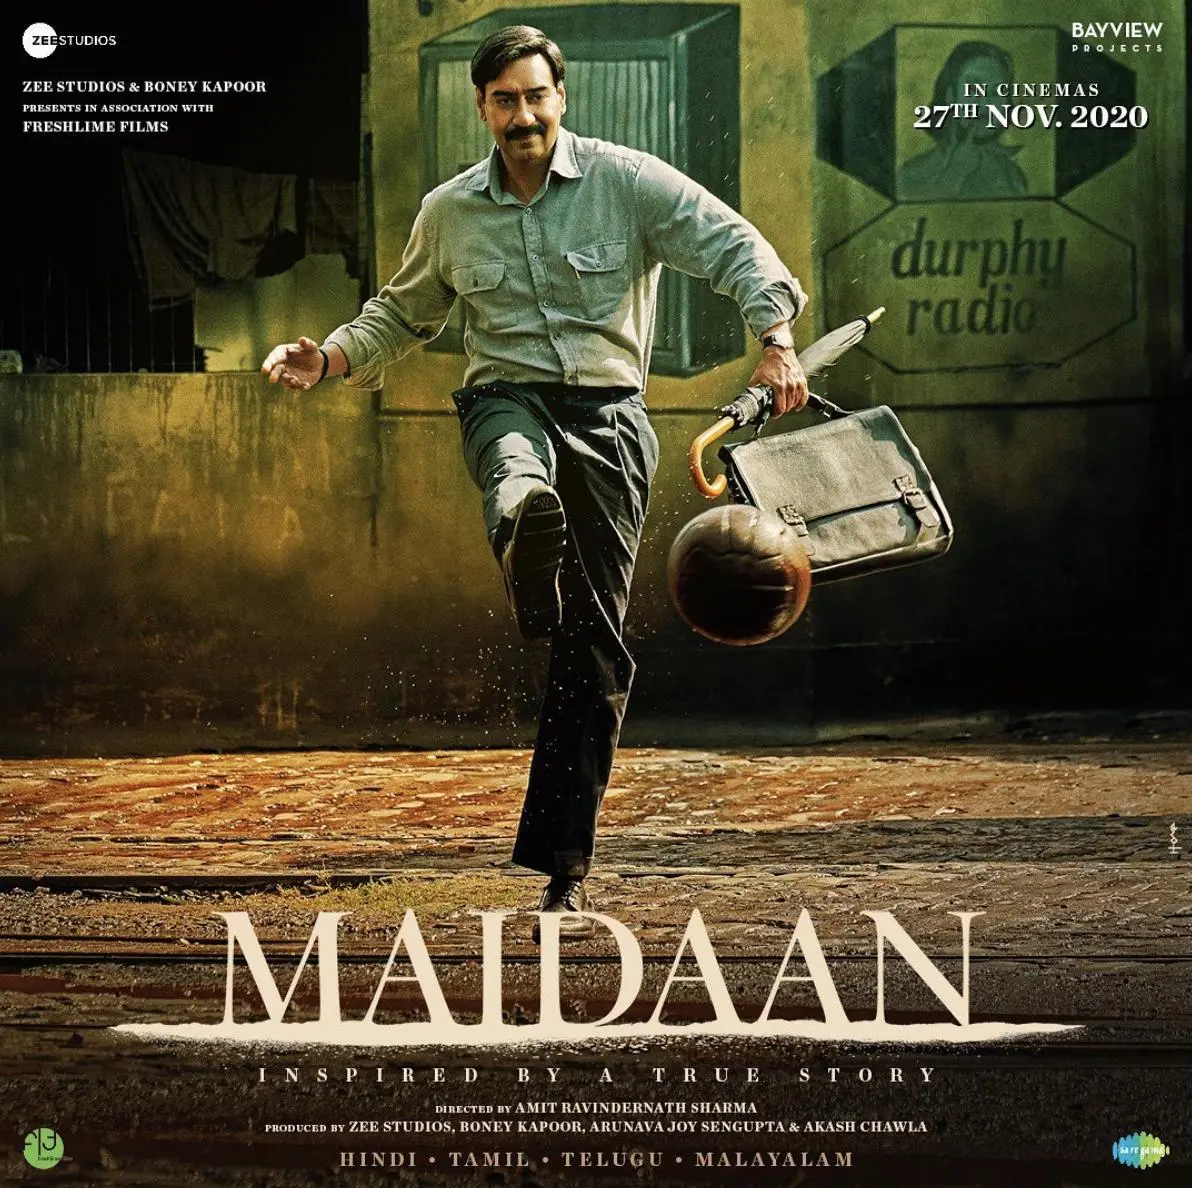 ZEESTUDIOS
ZEE STUDIOS & BONEY KAPOOR
PRESENTS IN ASSOCIATION WITH
FRESHLIME FILMS
BAYVIEW
PROJECTS
IN CINEMAS
27TH NOV. 2020
durphy
radio
MAIDAAN
INSPIRED BY A TRUE STORY
DIRECTED BY AMIT RAVINDERNATH SHARMA
PRODUCED BY ZEE STUDIOS, BONEY KAPOOR, ARUNAVA JOY SENGUPTA & AKASH CHAWLA
HINDI • TAMIL • TELUGU • MALAYALAM